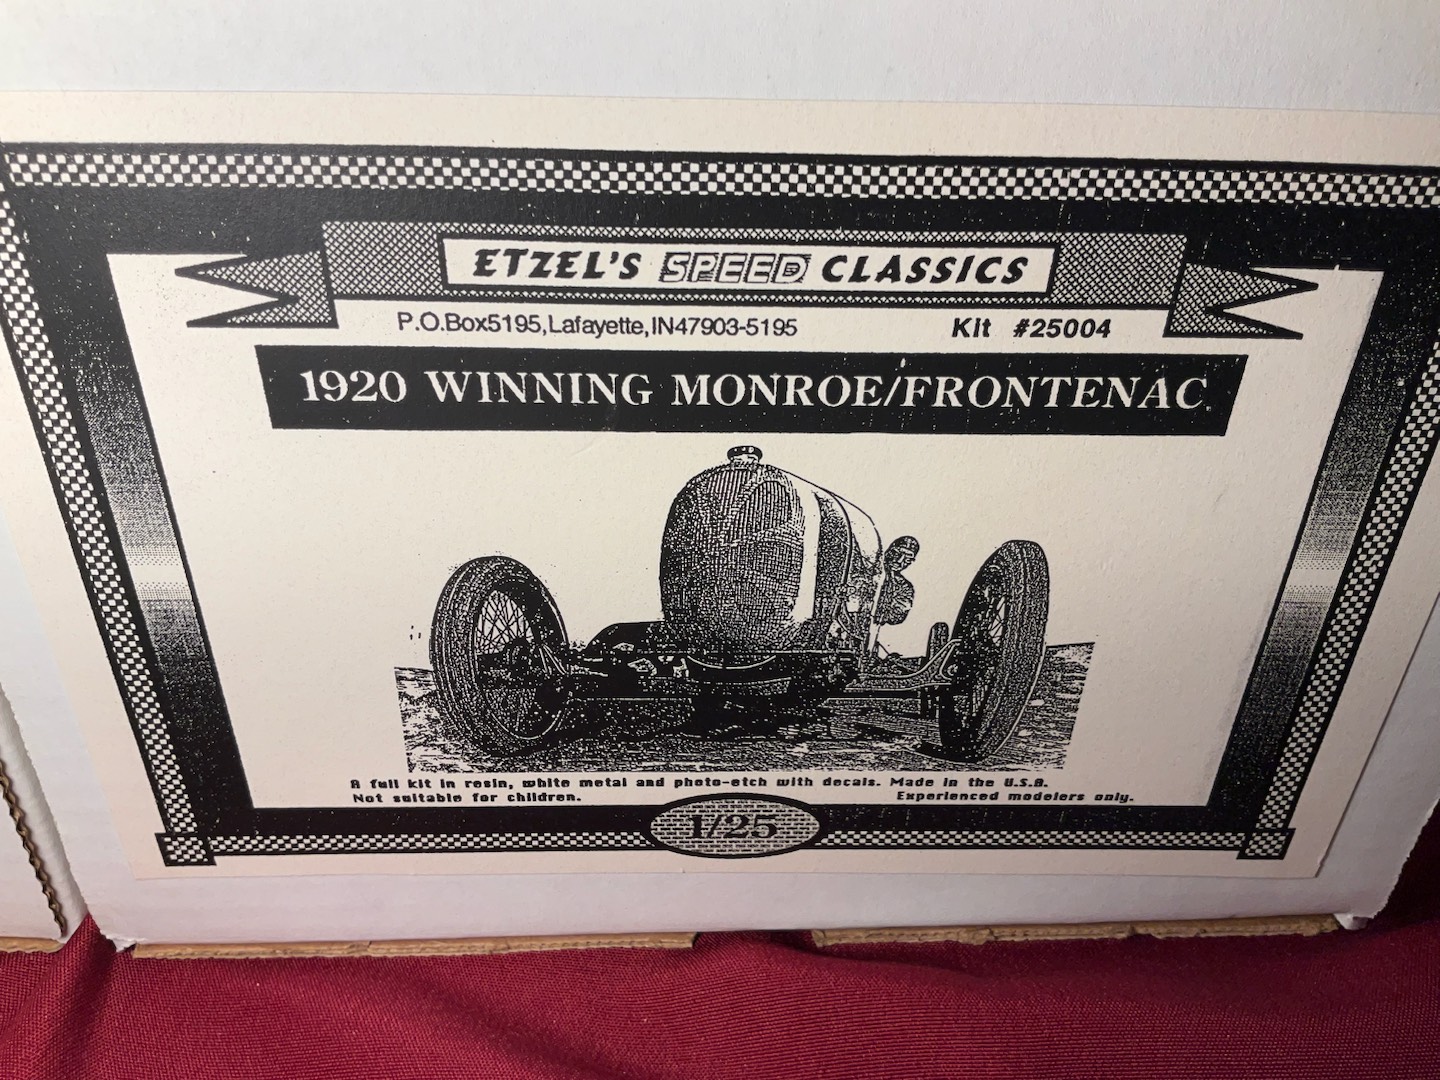 ETZEL'S SPEED CLASSICS
P.O.Box5195,Lafayette,IN47903-5195 Kit #25004
1920 WINNING MONROE/FRONTENAC
A full kit in resin, white metal and photo-etch with decals. Made in the U.S.A.
Not suitable for children. Experienced modelers only.
1/25